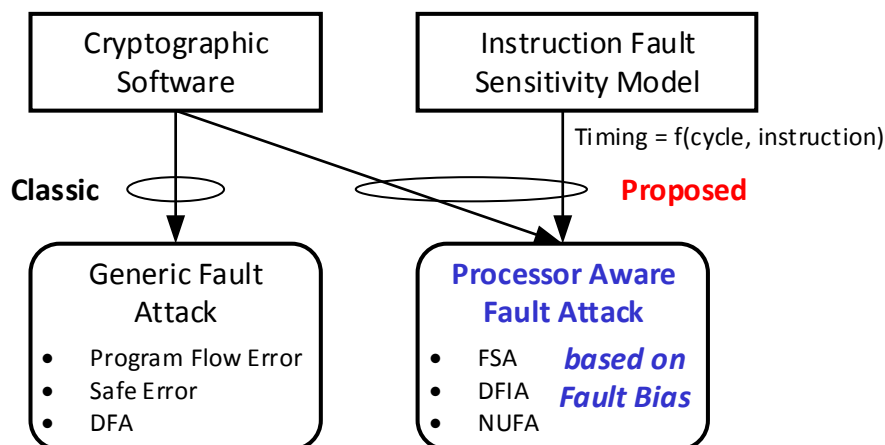 Cryptographic
Software
Instruction Fault
Sensitivity Model
Timing = f(cycle, instruction)
Classic
Proposed
Generic Fault
Attack
• Program Flow Error
• Safe Error
• DFA
Processor Aware
Fault Attack
• FSA
• DFIA
• NUFA
based on
Fault Bias